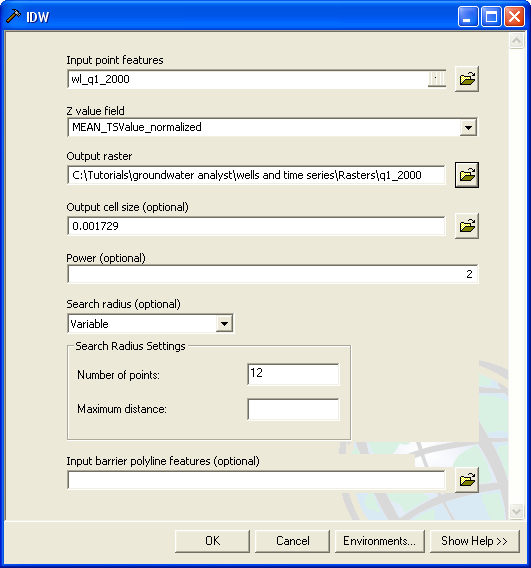 IDW
Input point features
wl_q1_2000
Z value field
MEAN_TSValue_normalized
Output raster
C:\Tutorials\groundwater analyst\wells and time series\Rasters\q1_2000
Output cell size (optional)
0.001729
Power (optional)
2
Search radius (optional)
Variable
Search Radius Settings
Number of points:
12
Maximum distance:
Input barrier polyline features (optional)
OK Cancel Environments... Show Help >>